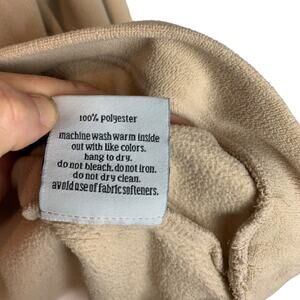 100% polyester
machine wash warm inside
out with like colors.
hang to dry.
do not bleach. do not iron.
do not dry clean.
avoid use of fabric softeners.